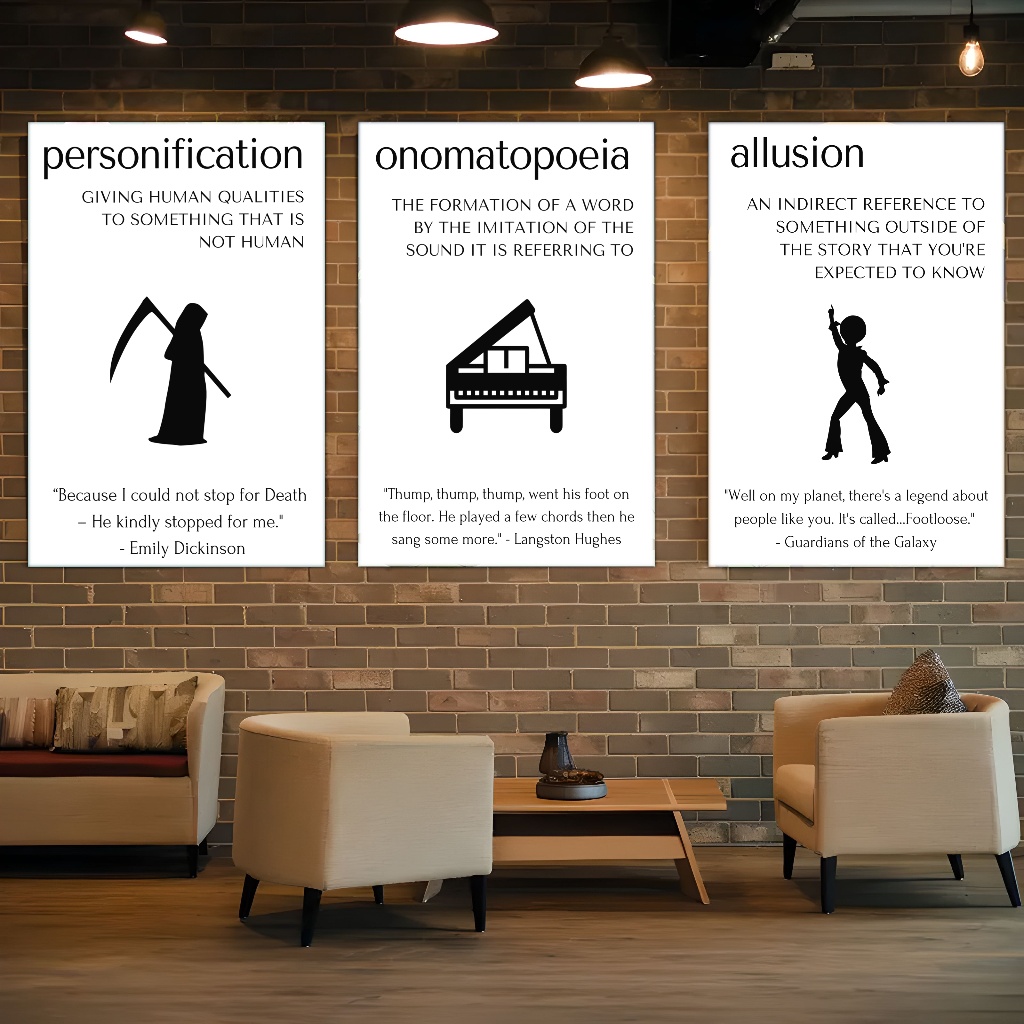 personification
GIVING HUMAN QUALITIES
TO SOMETHING THAT IS
NOT HUMAN
“Because I could not stop for Death
– He kindly stopped for me."
- Emily Dickinson
onomatopoeia
THE FORMATION OF A WORD
BY THE IMITATION OF THE
SOUND IT IS REFERRING TO
"Thump, thump, thump, went his foot on
the floor. He played a few chords then he
sang some more." - Langston Hughes
allusion
AN INDIRECT REFERENCE TO
SOMETHING OUTSIDE OF
THE STORY THAT YOU'RE
EXPECTED TO KNOW
"Well on my planet, there's a legend about
people like you. It's called...Footloose."
- Guardians of the Galaxy